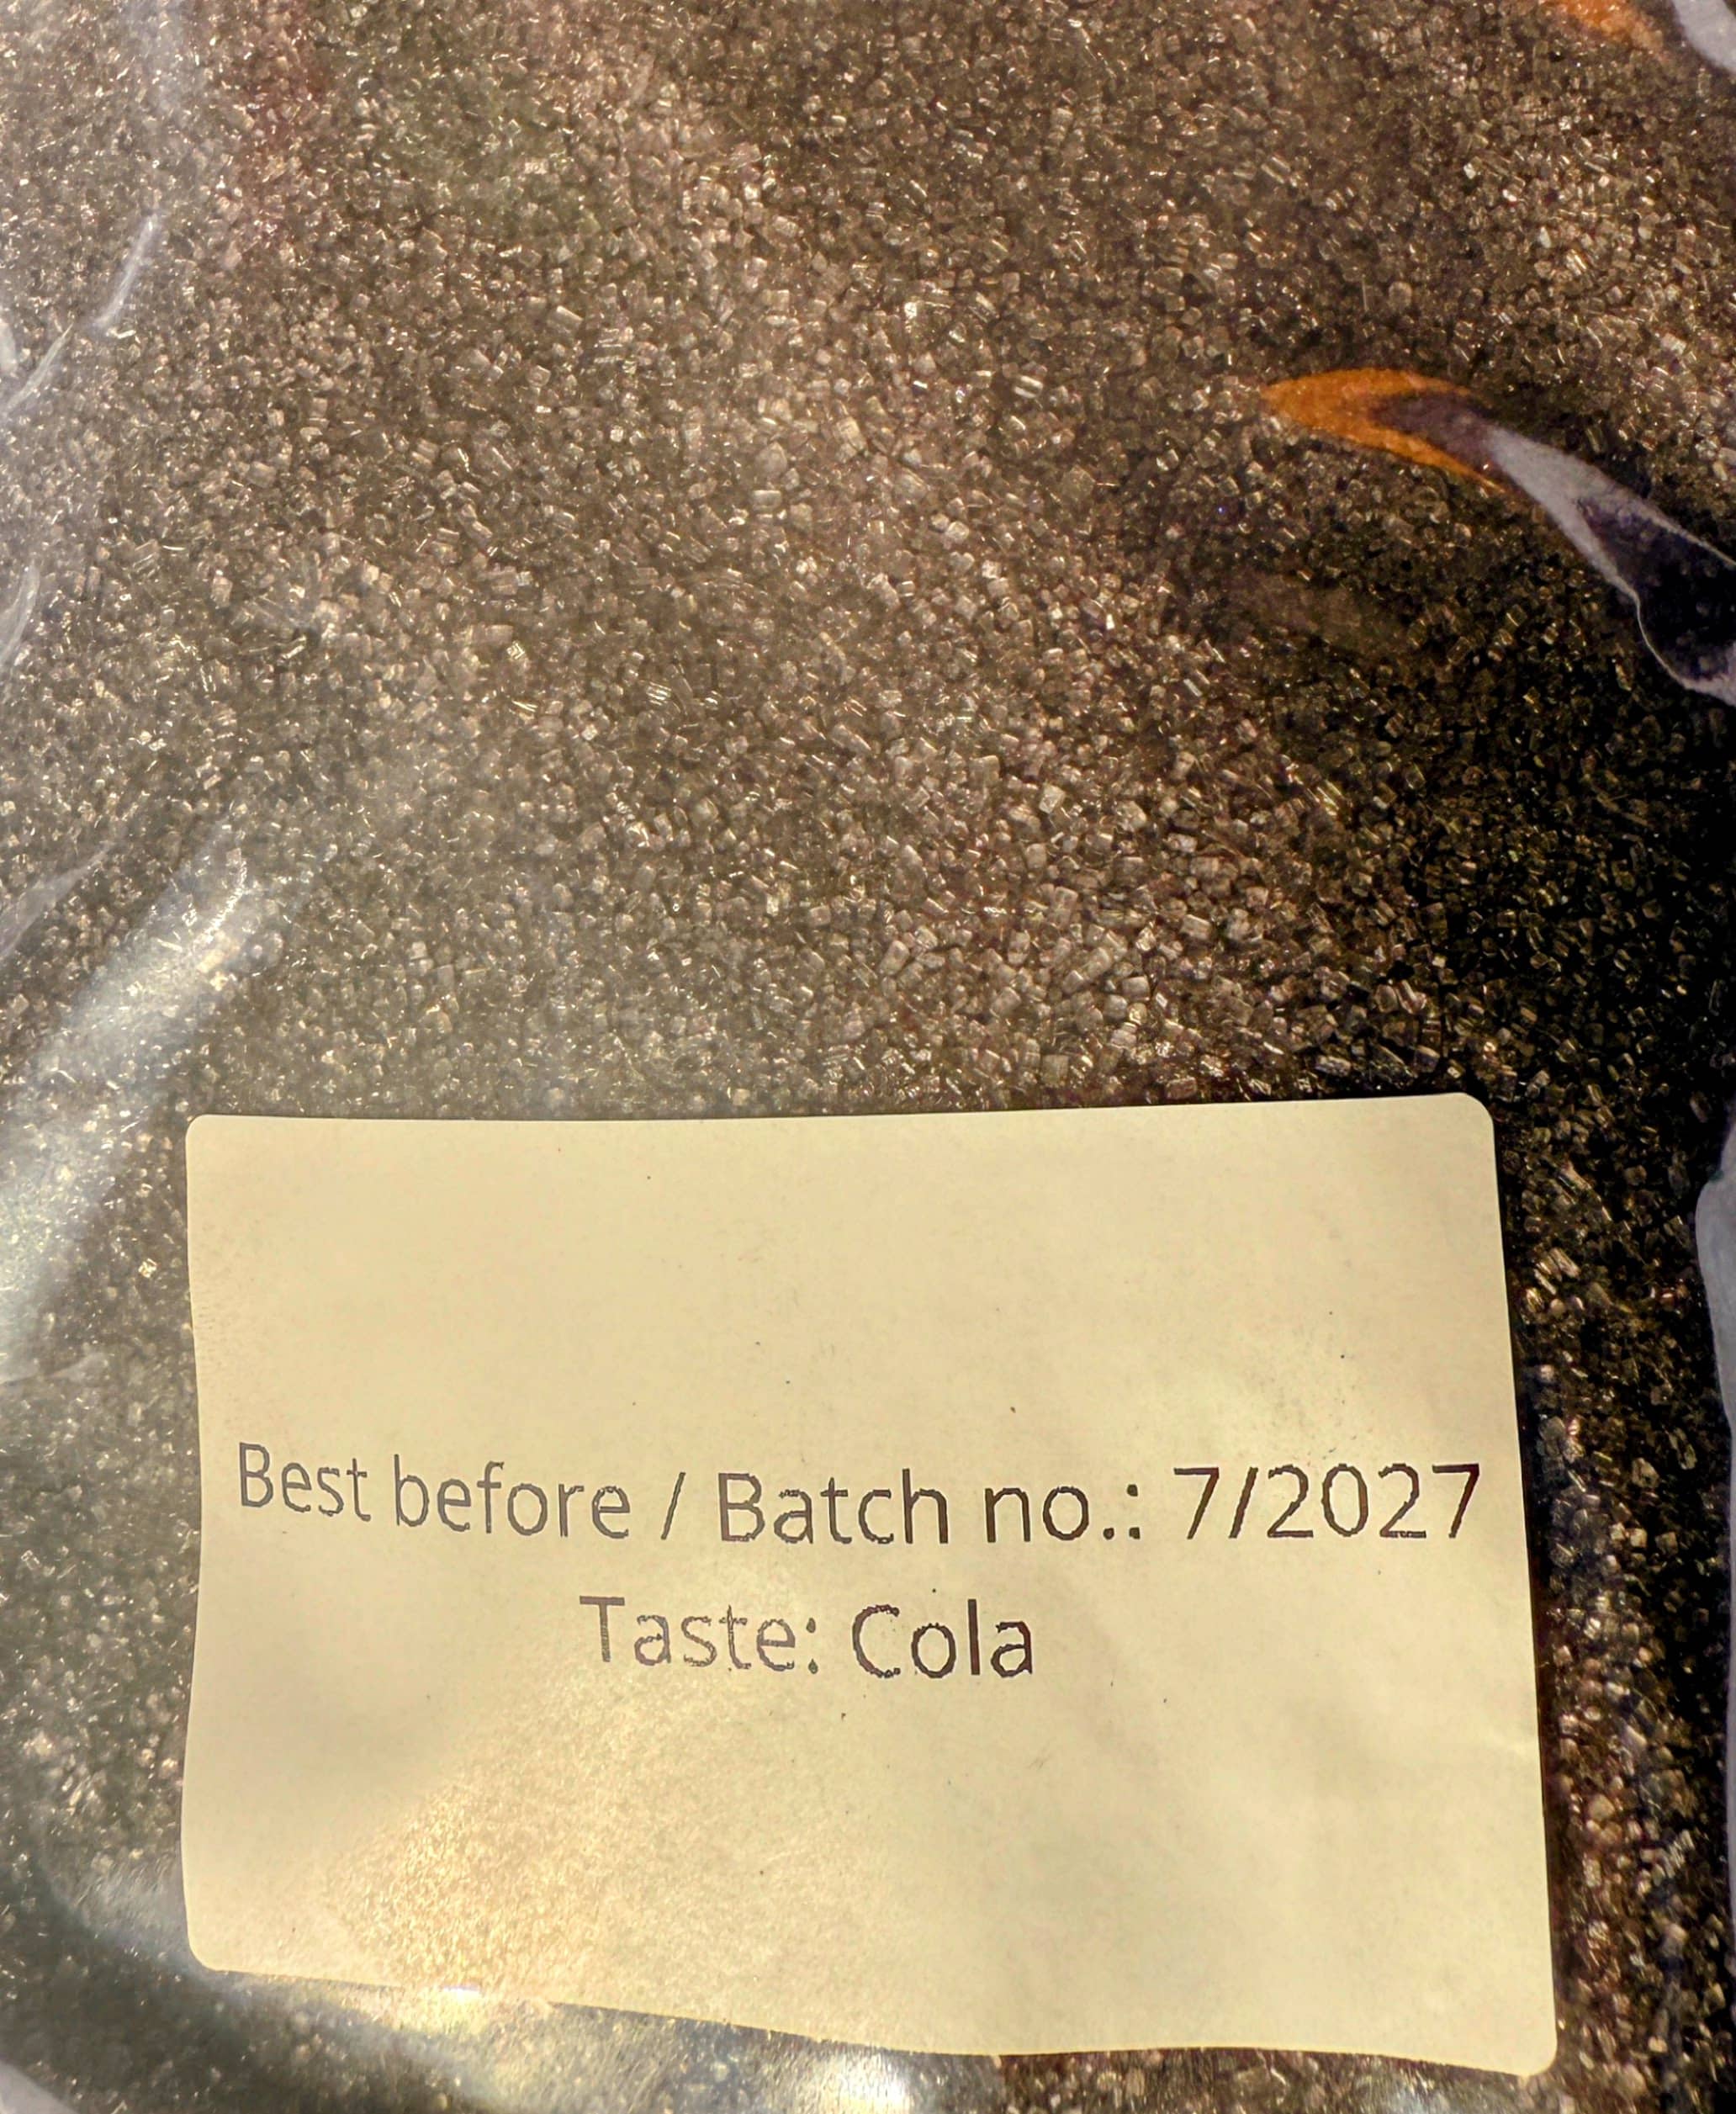 Best before / Batch no.: 7/2027
Taste: Cola